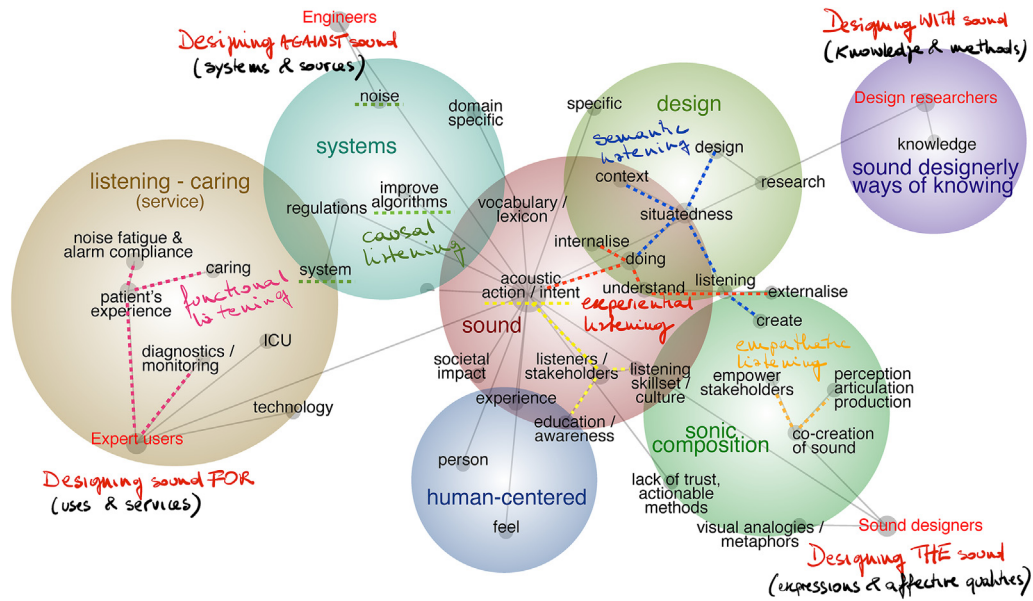 Engineers
Designing AGAINST sound
(systems & sources)
Designing WITH sound
(Knowledge & methods)
noise
domain
specific
systems
specific
design
semantic
listening
design
context
Design researchers
knowledge
sound designerly
ways of knowing
listening - caring
(service)
improve
algorithms
regulations
causal
listening
vocabulary /
lexicon
research
situatedness
noise fatigue &
alarm compliance
caring
system
patient's
experience
functional
listening
internalise
doing
acoustic
action / intent
understand
listening
externalise
experiential
listening
create
sound
diagnostics /
monitoring
ICU
technology
societal
impact
listeners /
stakeholders
listening
skillset /
culture
experience
education /
awareness
empathetic
listening
empower
stakeholders
perception
articulation
production
sonic
composition
co-creation
of sound
Expert users
Designing sound FOR
(uses & services)
person
human-centered
feel
lack of trust,
actionable
methods
visual analogies /
metaphors
Sound designers
Designing THE sound
(expressions & affective qualities)